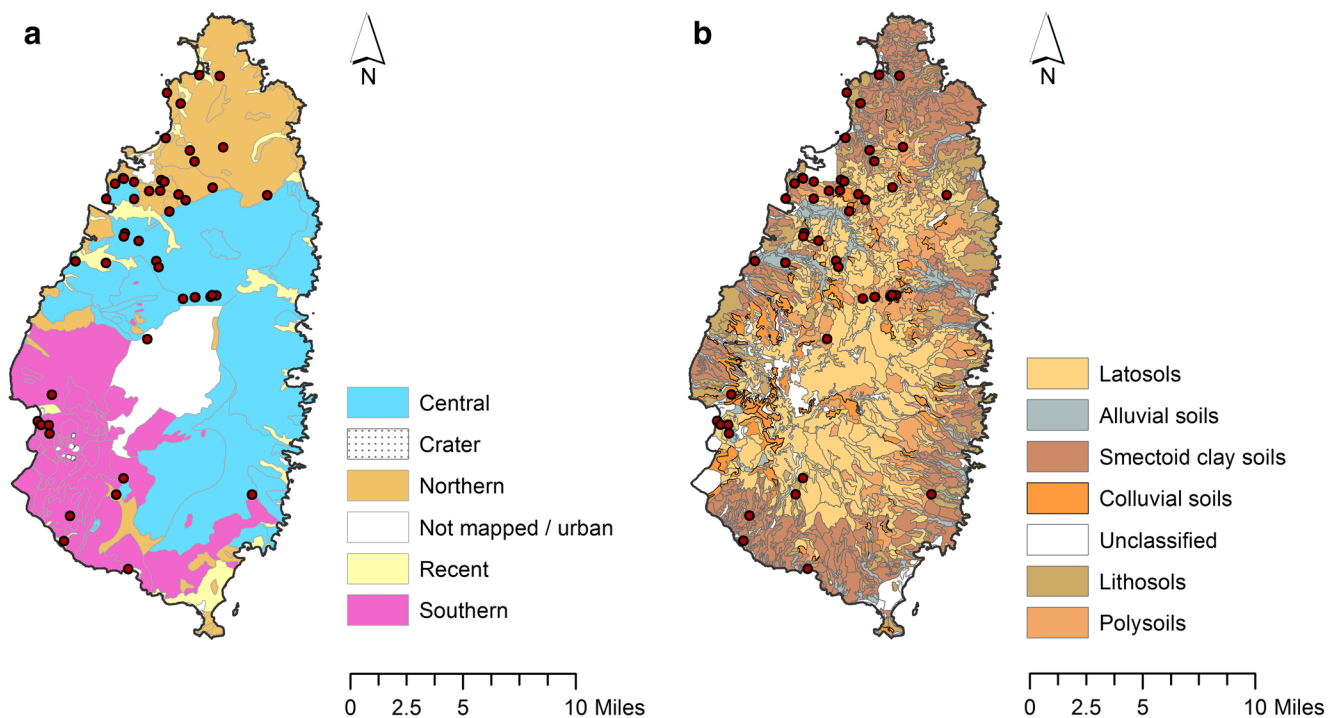 a
N
Central
Crater
Northern
Not mapped / urban
Recent
Southern
0 2.5 5 10 Miles
b
N
Latosols
Alluvial soils
Smectoid clay soils
Colluvial soils
Unclassified
Lithosols
Polysoils
0 2.5 5 10 Miles